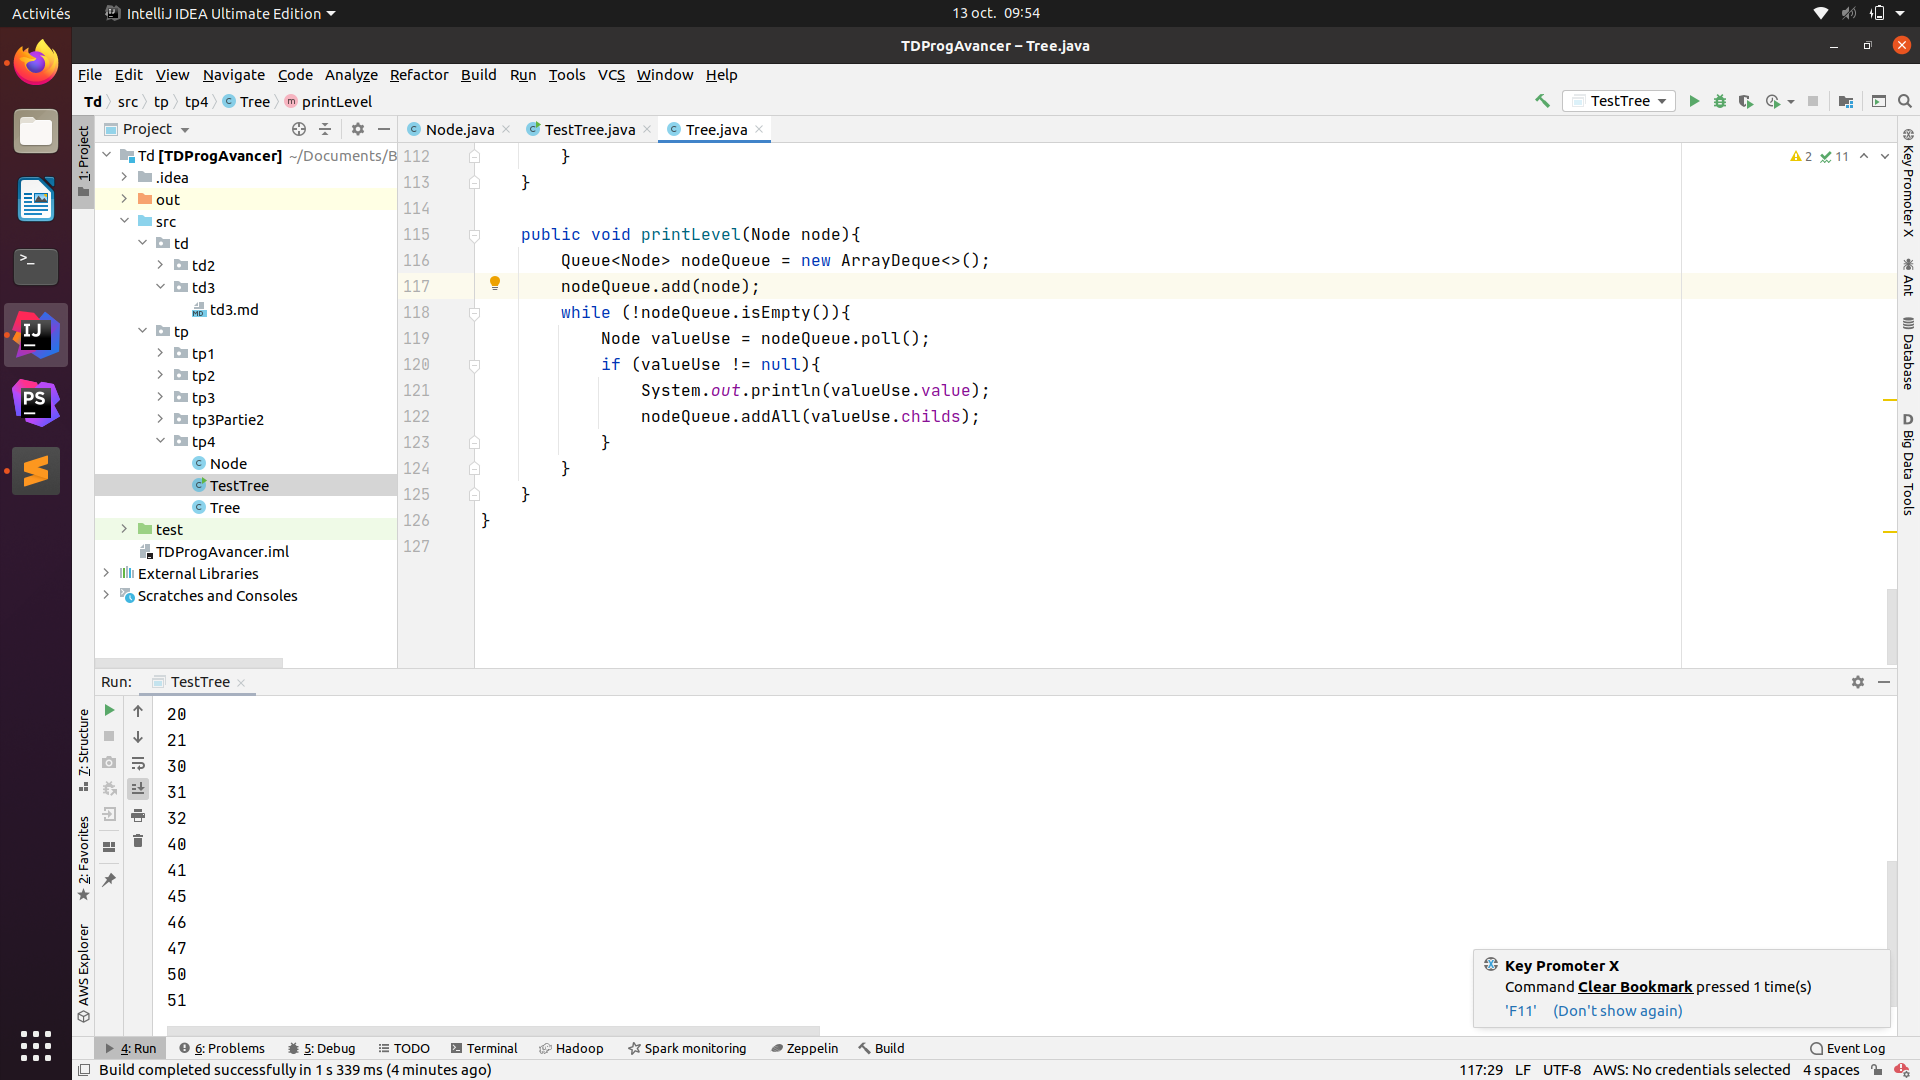 Activités
IntelliJ IDEA Ultimate Edition
13 oct. 09:54
TDProgAvancer – Tree.java
File Edit View Navigate Code Analyze Refactor Build Run Tools VCS Window Help
Td src tp tp4 Tree printLevel
TestTree
1: Project
Project
Td [TDProgAvancer] ~/Documents/B
.idea
out
src
td
td2
td3
td3.md
tp
tp1
tp2
tp3
tp3Partie2
tp4
Node
TestTree
Tree
test
TDProgAvancer.iml
External Libraries
Scratches and Consoles
Node.java TestTree.java Tree.java
2 11
112 }
113 }
114
115 public void printLevel(Node node){
116 Queue<Node> nodeQueue = new ArrayDeque<>();
117 nodeQueue.add(node);
118 while (!nodeQueue.isEmpty()){
119 Node valueUse = nodeQueue.poll();
120 if (valueUse != null){
121 System.out.println(valueUse.value);
122 nodeQueue.addAll(valueUse.childs);
123 }
124 }
125 }
126 }
127
Key Promoter X
Ant
Database
Big Data Tools
IJ
PS
7: Structure
2: Favorites
AWS Explorer
Run: TestTree
20
21
30
31
32
40
41
45
46
47
50
51
Key Promoter X
Command Clear Bookmark pressed 1 time(s)
'F11' (Don't show again)
4: Run 6: Problems 5: Debug TODO Terminal Hadoop Spark monitoring Zeppelin Build Event Log
Build completed successfully in 1 s 339 ms (4 minutes ago)
117:29 LF UTF-8 AWS: No credentials selected 4 spaces